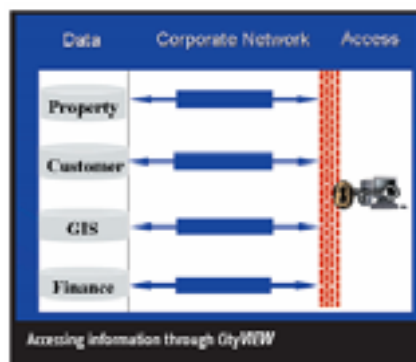 Data Corporate Network Access
Property
Customer
GIS
Finance
Accessing information through CityVIEW